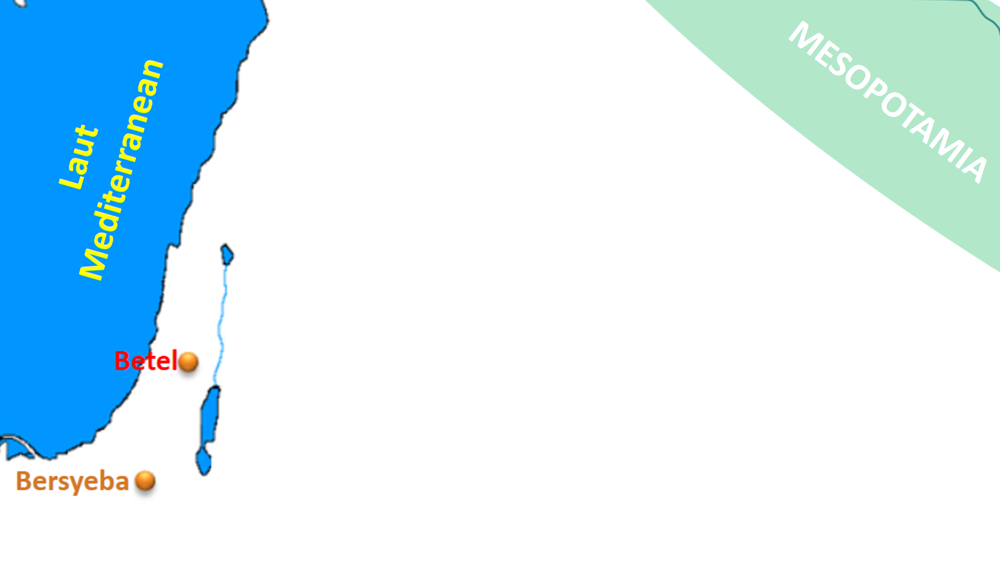 Laut
Mediterranean
MESOPOTAMIA
Betel
Bersyeba